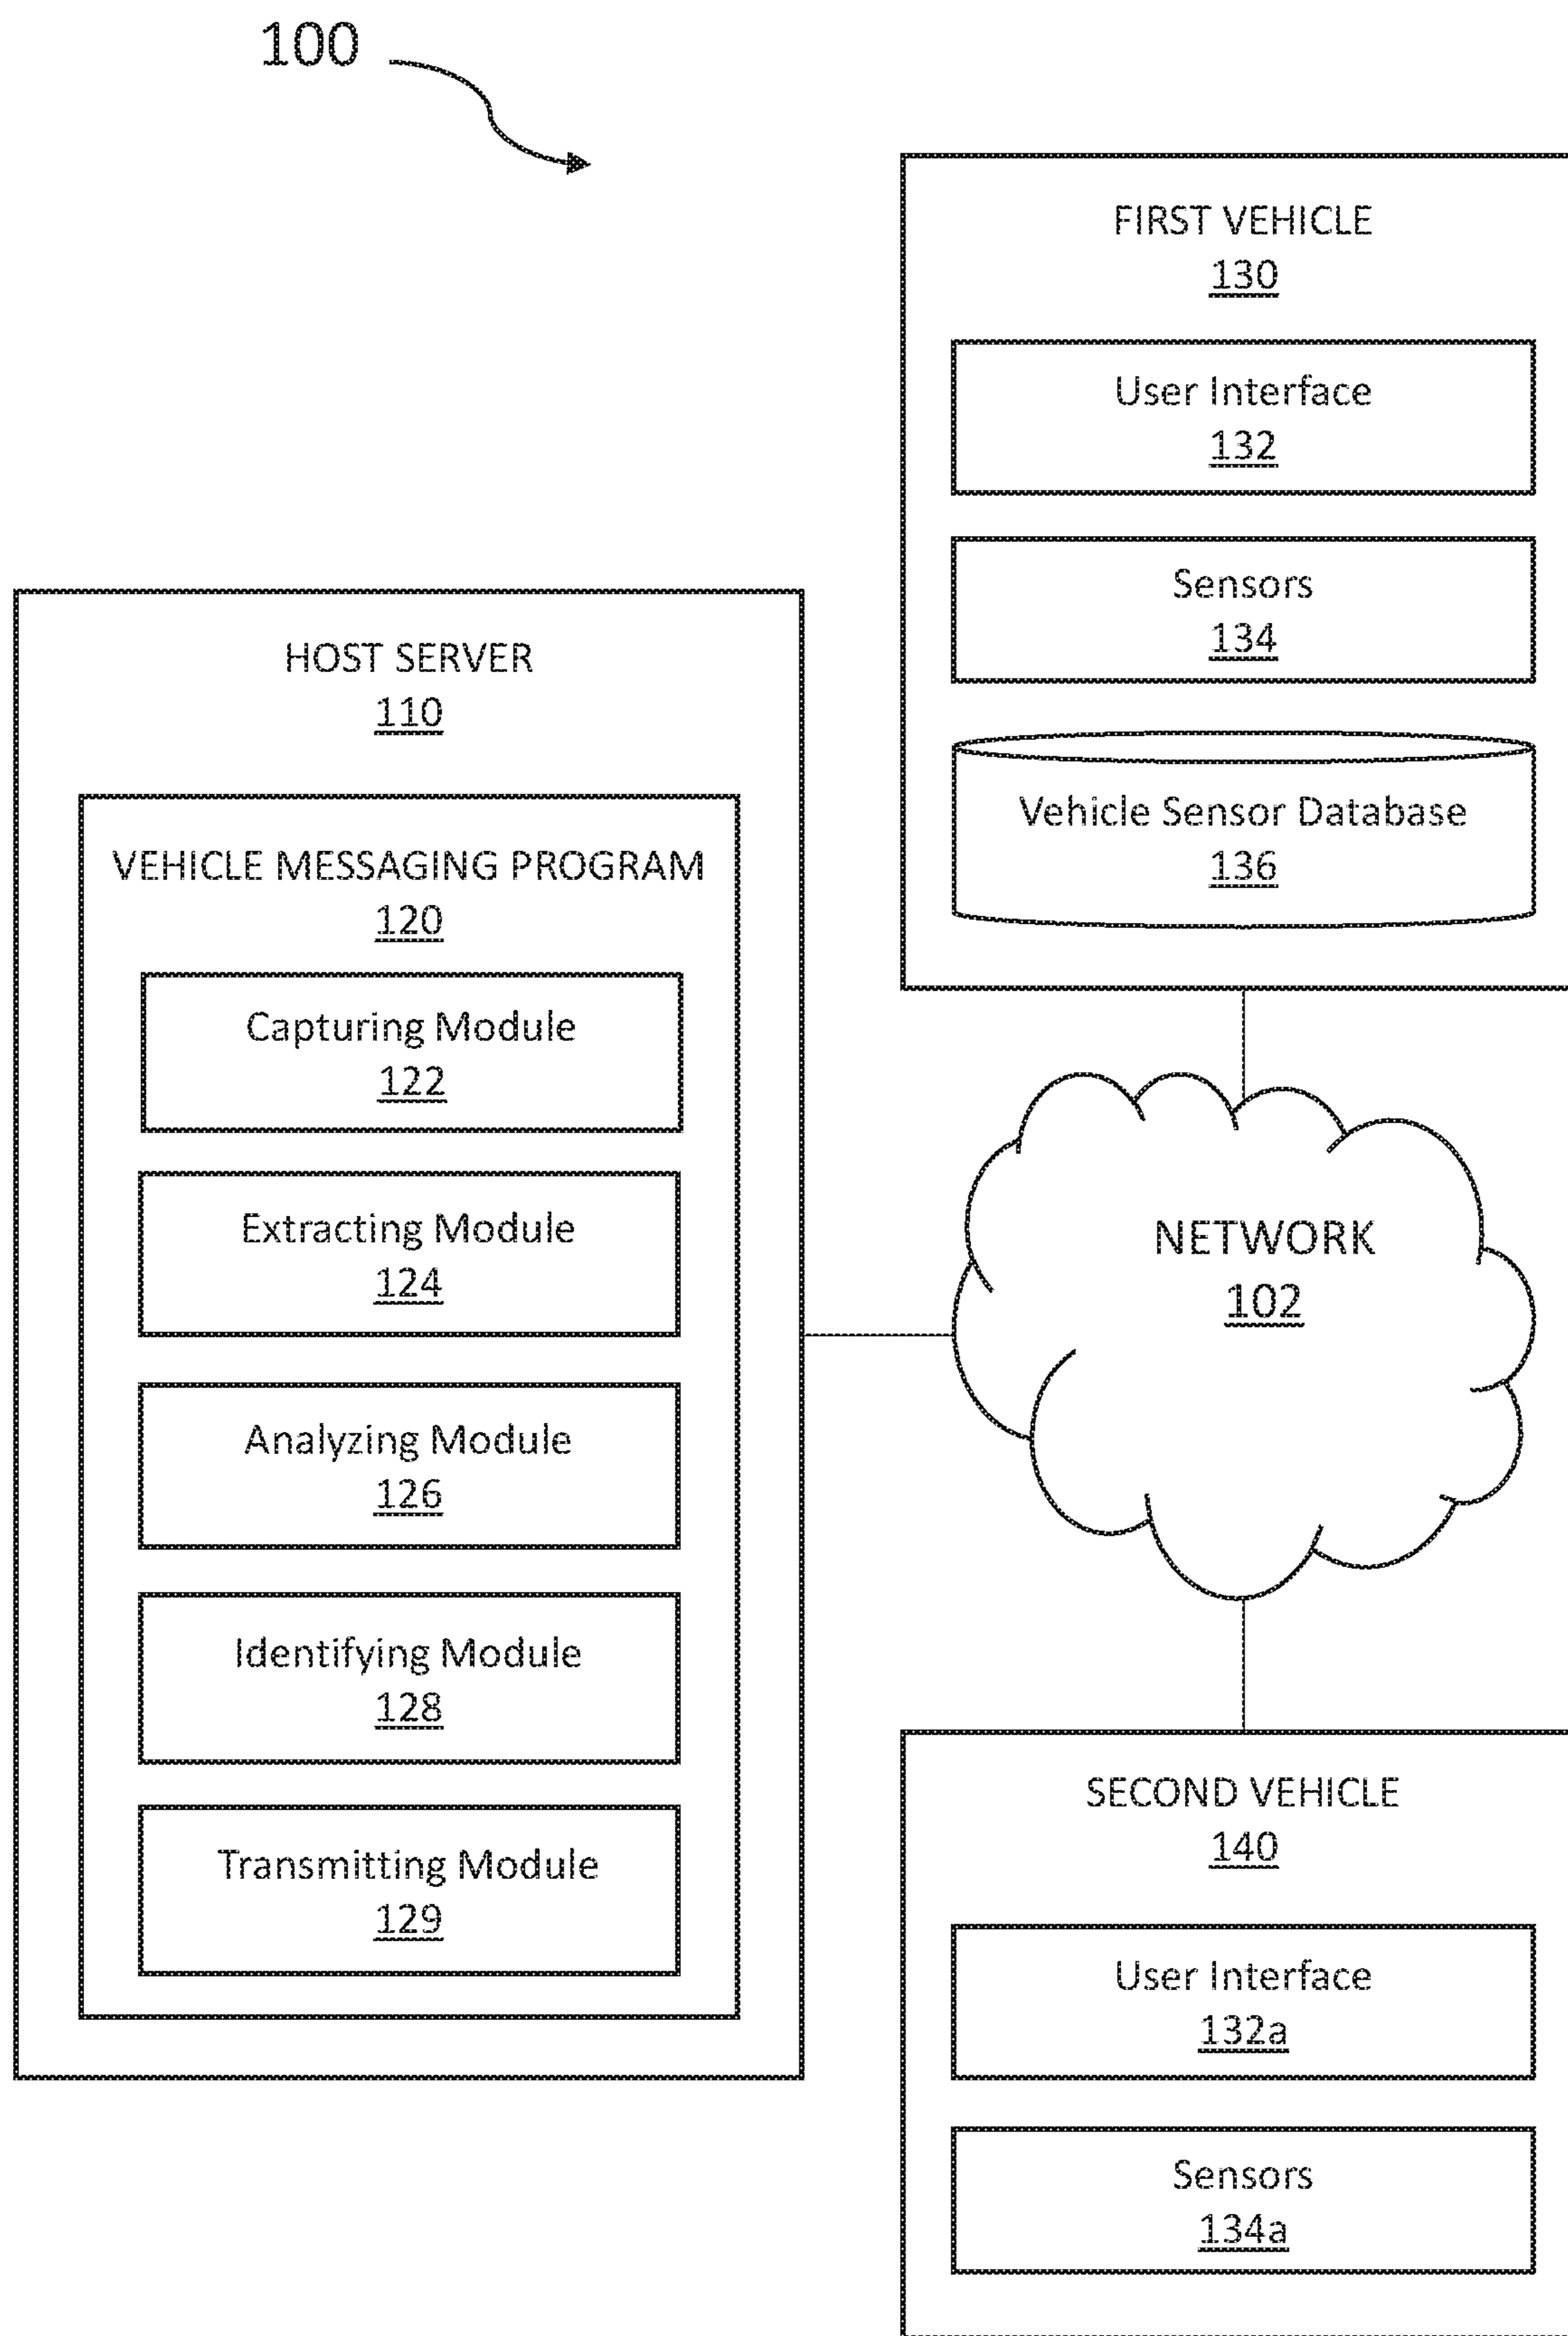 100
FIRST VEHICLE
130
User Interface
132
Sensors
134
Vehicle Sensor Database
136
HOST SERVER
110
VEHICLE MESSAGING PROGRAM
120
Capturing Module
122
Extracting Module
124
Analyzing Module
126
Identifying Module
128
Transmitting Module
129
NETWORK
102
SECOND VEHICLE
140
User Interface
132a
Sensors
134a